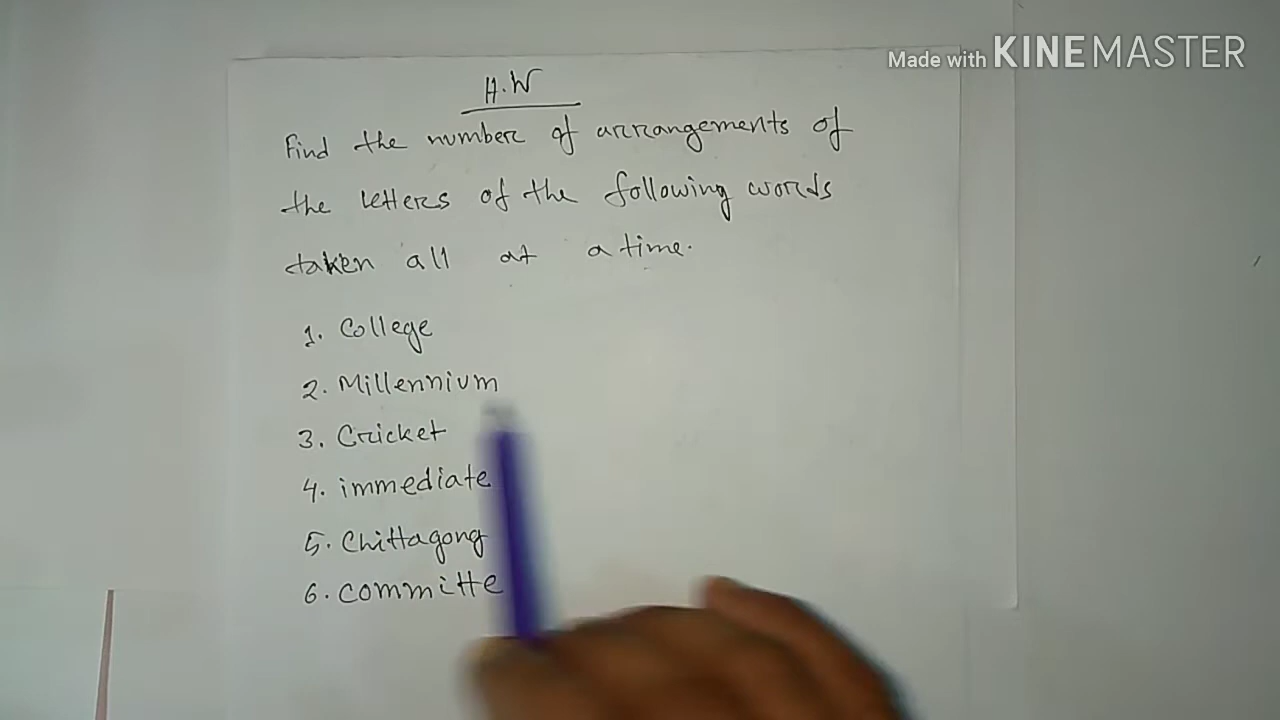 Made with KINEMASTER
H.W
Find the number of arrangements of
the letters of the following words
taken all at a time.
1. College
2. Millennium
3. Cricket
4. immediate
5. Chittagong
6. committe